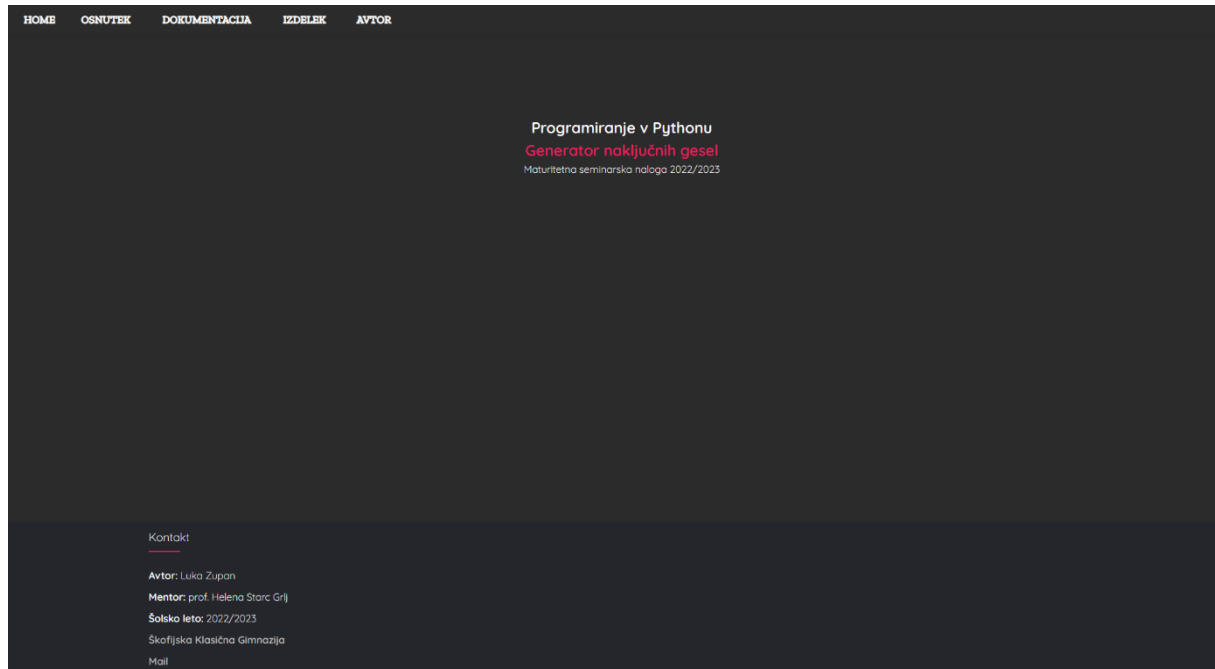 HOME OSNUTEK DOKUMENTACIJA IZDELEK AVTOR
Programiranje v Pythonu
Generator naključnih gesel
Maturitetna seminarska naloga 2022/2023
Kontakt
Avtor: Luka Zupan
Mentor: prof. Helena Starc Grlj
Šolsko leto: 2022/2023
Škofijska Klasična Gimnazija
Mail